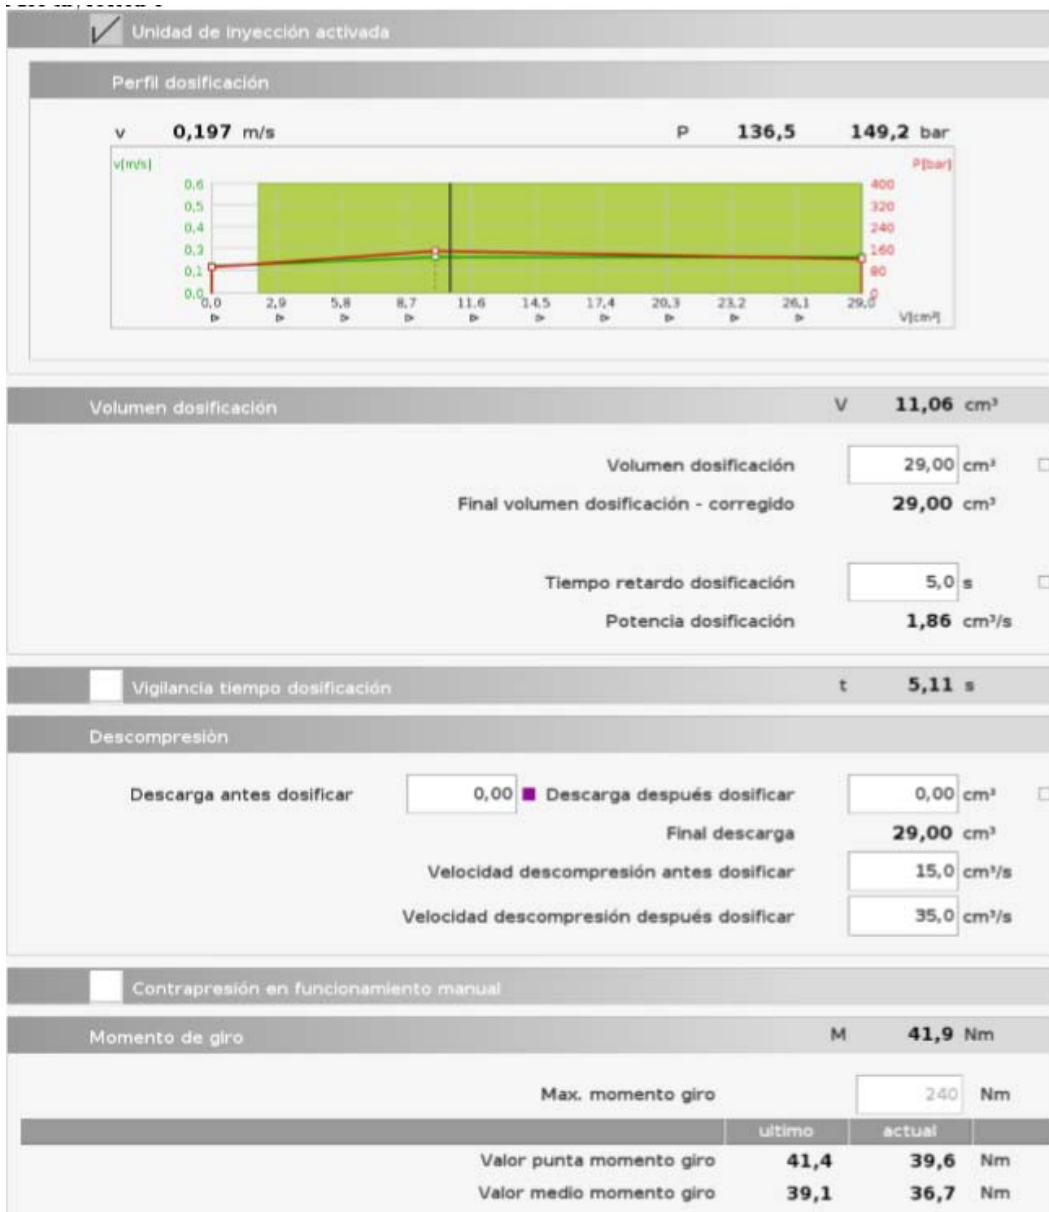 Unidad de inyección activada
Perfil dosificación
v 0,197 m/s P 136,5 149,2 bar
v[m/s] P[bar]
0,6 400
0,5 320
0,4 240
0,3 160
0,1 80
0,0 0
0,0 2,9 5,8 8,7 11,6 14,5 17,4 20,3 23,2 26,1 29,0
V[cm³]
Volumen dosificación V 11,06 cm³
Volumen dosificación 29,00 cm³
Final volumen dosificación - corregido 29,00 cm³
Tiempo retardo dosificación 5,0 s
Potencia dosificación 1,86 cm³/s
Vigilancia tiempo dosificación t 5,11 s
Descompresión
Descarga antes dosificar 0,00 Descarga después dosificar 0,00 cm³
Final descarga 29,00 cm³
Velocidad descompresión antes dosificar 15,0 cm³/s
Velocidad descompresión después dosificar 35,0 cm³/s
Contrapresión en funcionamiento manual
Momento de giro M 41,9 Nm
Max. momento giro 240 Nm
ultimo actual
Valor punta momento giro 41,4 39,6 Nm
Valor medio momento giro 39,1 36,7 Nm